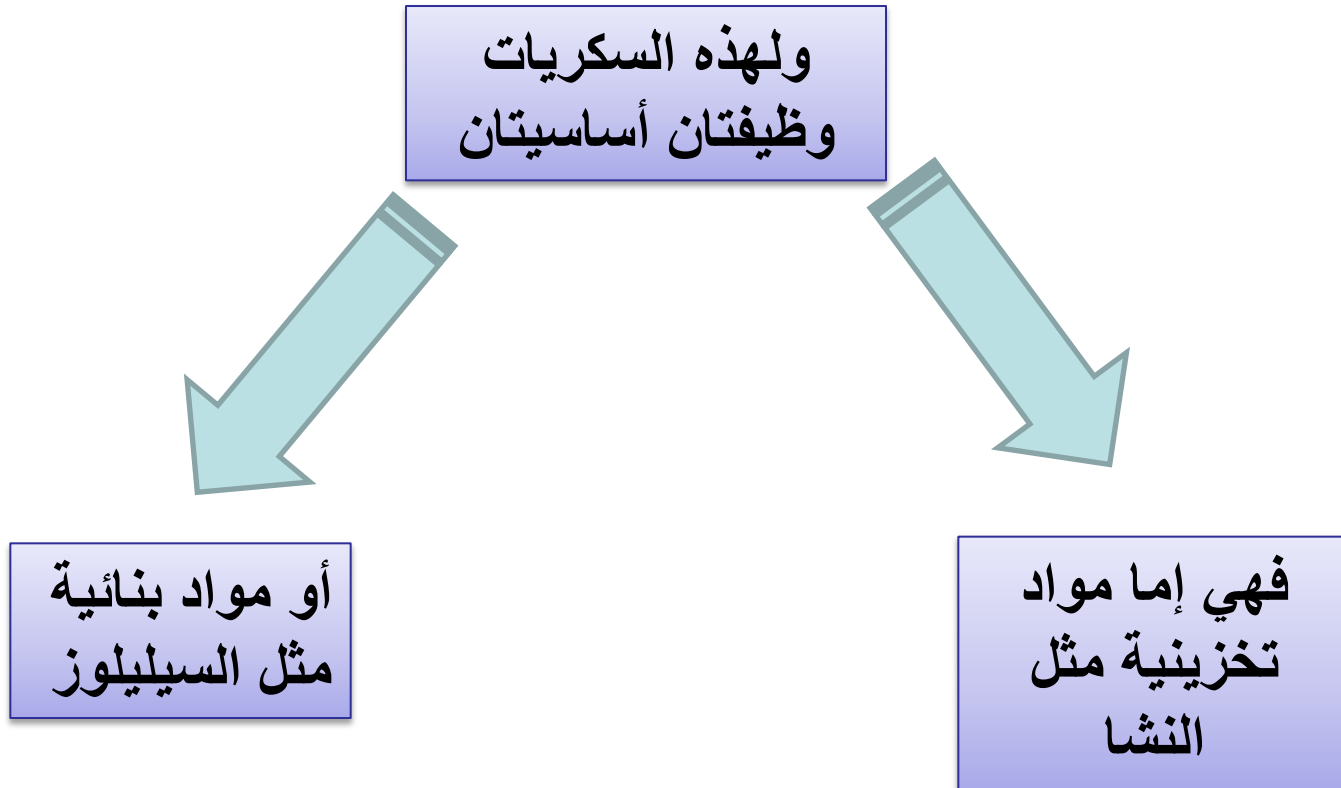 ولهذه السكريات
وظيفتان أساسيتان
فهي إما مواد
تخزينية مثل
النشا
أو مواد بنائية
مثل السيليلوز